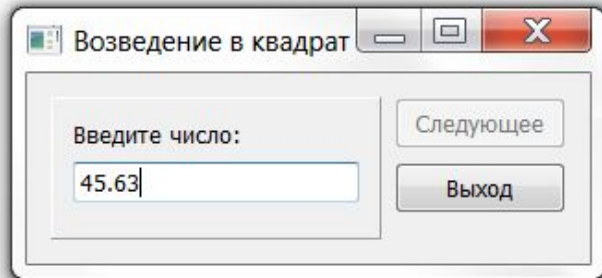 Возведение в квадрат
Введите число:
45.63
Следующее
Выход